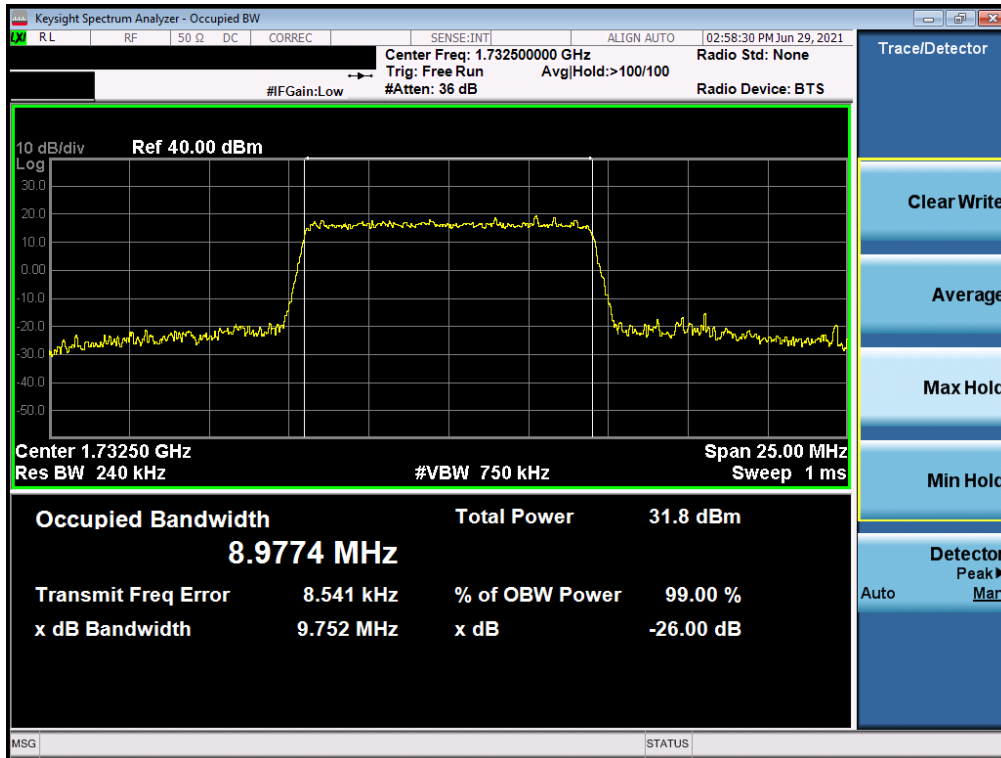 Keysight Spectrum Analyzer - Occupied BW
LXI RL RF 50 Ω DC CORREC SENSE:INT ALIGN AUTO 02:58:30 PM Jun 29, 2021
Center Freq: 1.732500000 GHz Radio Std: None
Trig: Free Run Avg|Hold:>100/100
#IFGain:Low #Atten: 36 dB Radio Device: BTS
Trace/Detector
10 dB/div Ref 40.00 dBm
Log
30.0
20.0
10.0
0.00
-10.0
-20.0
-30.0
-40.0
-50.0
Center 1.73250 GHz Span 25.00 MHz
Res BW 240 kHz #VBW 750 kHz Sweep 1 ms
Occupied Bandwidth Total Power 31.8 dBm
8.9774 MHz
Transmit Freq Error 8.541 kHz % of OBW Power 99.00 %
x dB Bandwidth 9.752 MHz x dB -26.00 dB
Clear Write
Average
Max Hold
Min Hold
Detector
Peak
Auto Man
MSG STATUS